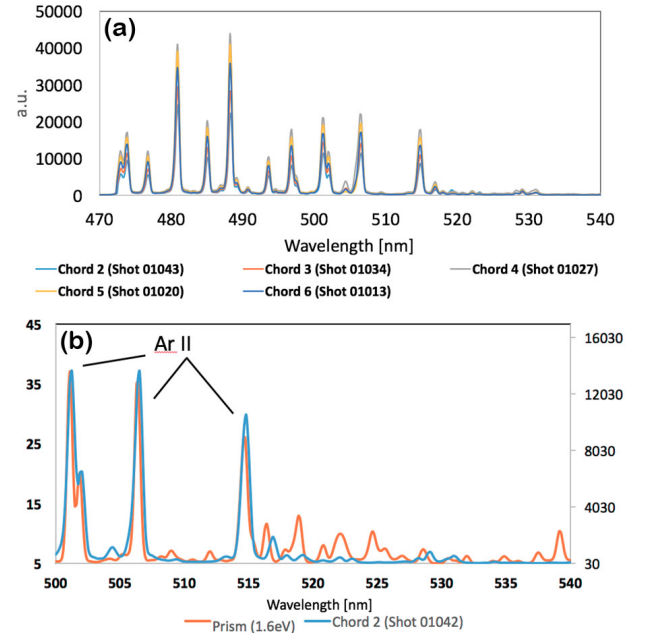 50000
(a)
40000
30000
20000
10000
0
a.u.
470 480 490 500 510 520 530 540
Wavelength [nm]
Chord 2 (Shot 01043) Chord 3 (Shot 01034) Chord 4 (Shot 01027)
Chord 5 (Shot 01020) Chord 6 (Shot 01013)
45
(b)
Ar II
16030
35
12030
25
8030
15
4030
5
30
500 505 510 515 520 525 530 535 540
Wavelength [nm]
Prism (1.6eV) Chord 2 (Shot 01042)